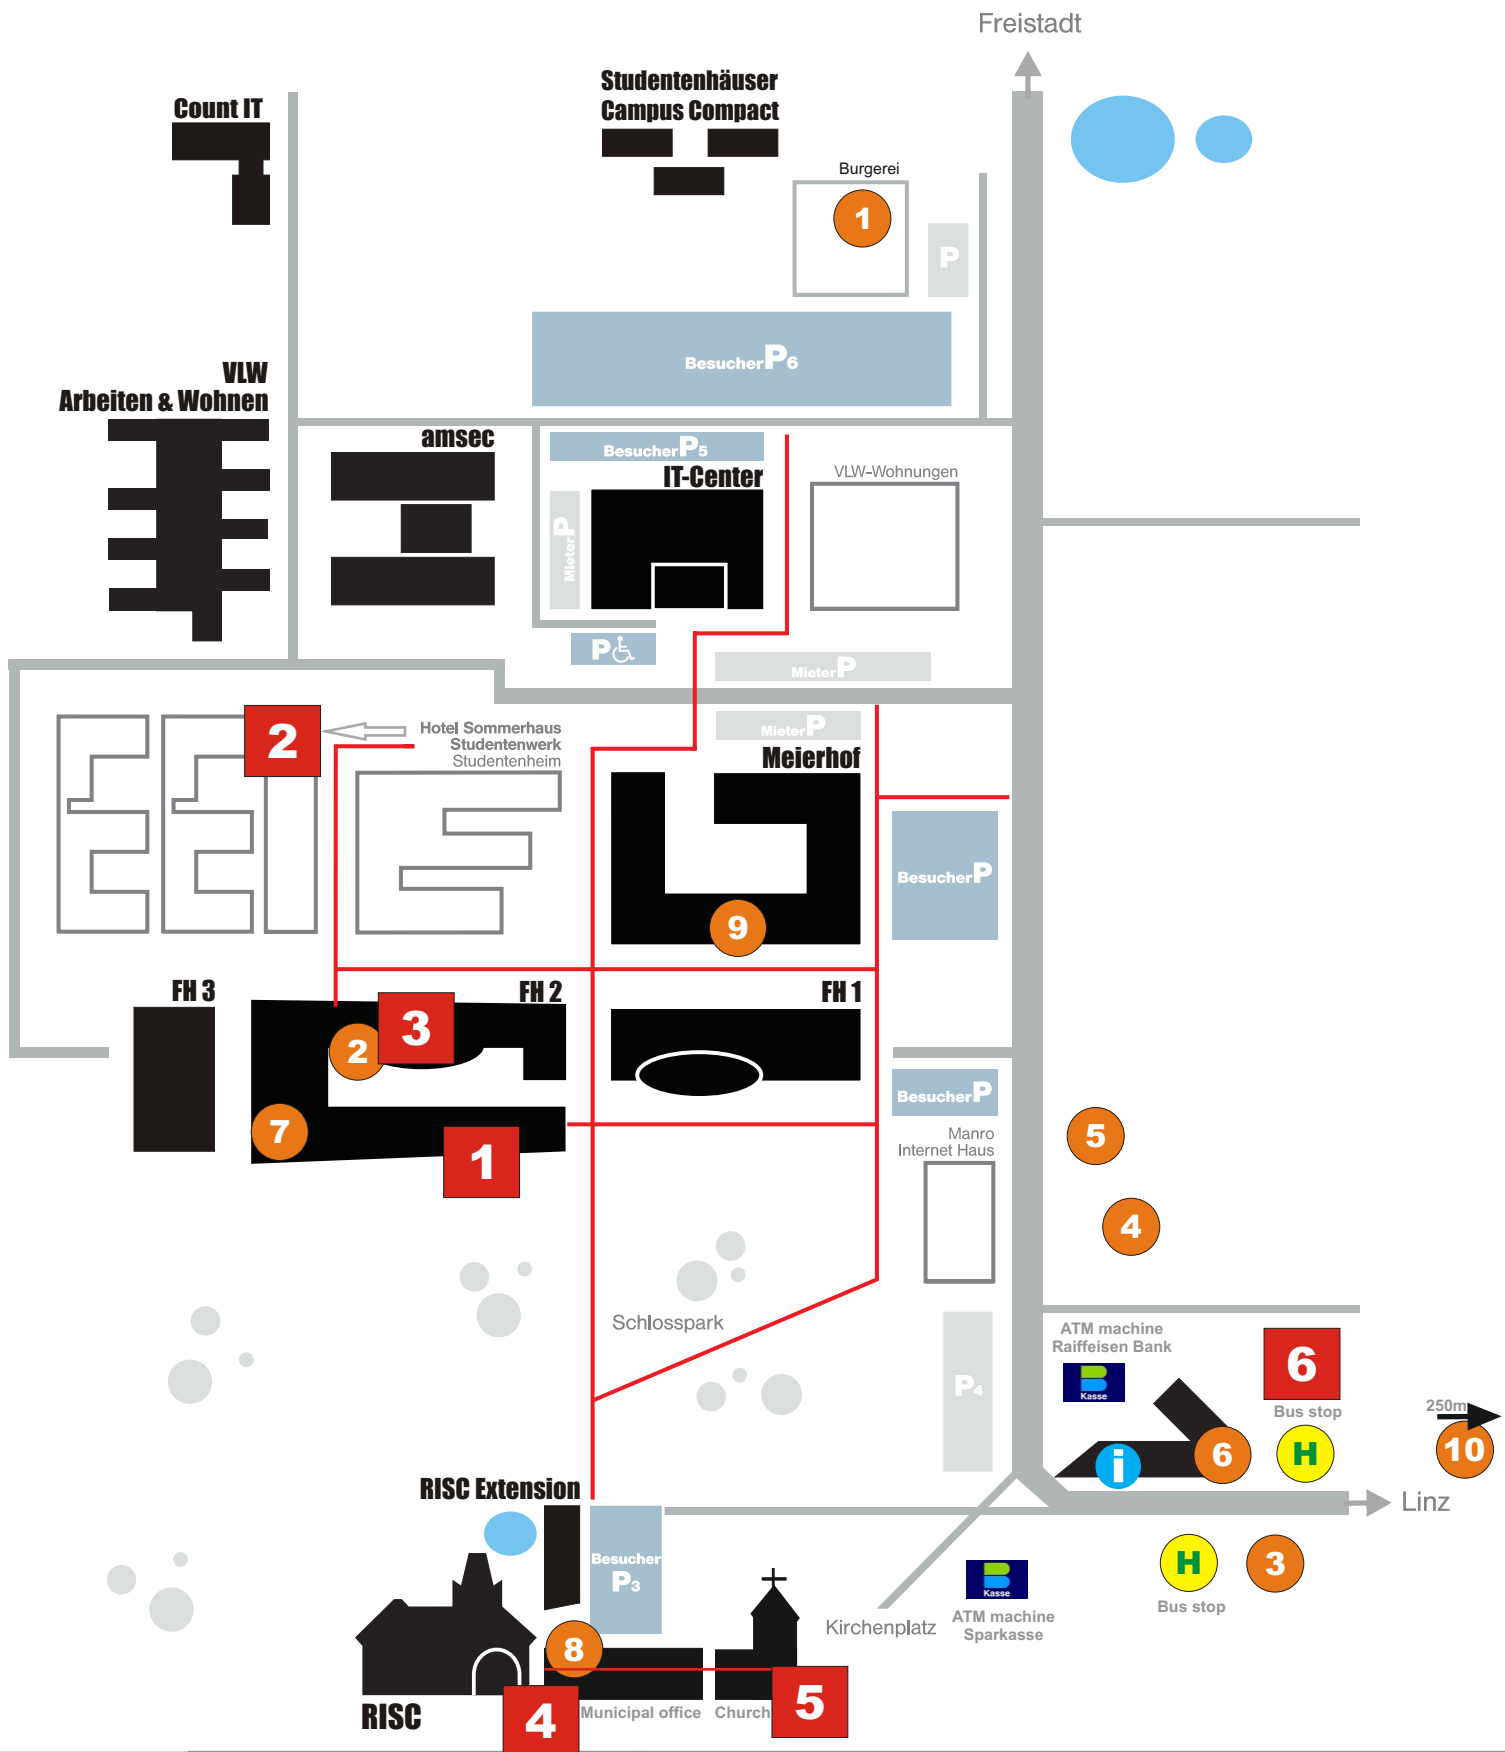 Freistadt
Studentenhäuser
Campus Compact
Count IT
Burgerei
1
P
Besucher P6
VLW
Arbeiten & Wohnen
amsec
Besucher P5
IT-Center
VLW-Wohnungen
Mieter P
P
Mieter P
2
Hotel Sommerhaus
Studentenwerk
Studentenheim
Mieter P
Meierhof
Besucher P
9
FH 3
FH 2
FH 1
3
2
7
1
Besucher P
Manro
Internet Haus
5
4
Schlosspark
ATM machine
Raiffeisen Bank
Kasse
6
Bus stop
H
250m
10
P4
i
6
Linz
RISC Extension
Besucher
P3
H
Bus stop
3
Kasse
ATM machine
Sparkasse
Kirchenplatz
8
RISC
4
Municipal office
Church
5